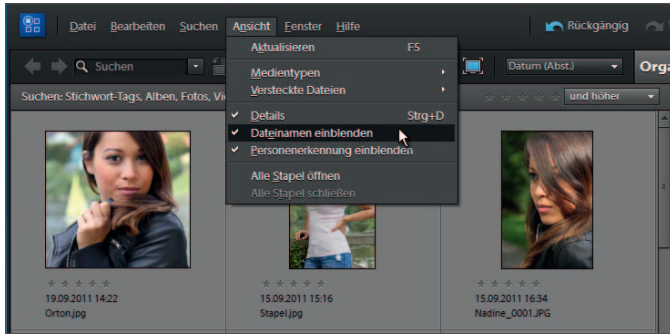 Datei Bearbeiten Suchen Ansicht Fenster Hilfe Rückgängig
Aktualisieren F5
Suchen Datum (Abst.) Orga
Medientypen
Versteckte Dateien
Suchen: Stichwort-Tags, Alben, Fotos, Vi und höher
Details Strg+D
Dateinamen einblenden
Personenerkennung einblenden
Alle Stapel öffnen
Alle Stapel schließen
19.09.2011 14:22 15.09.2011 15:16 15.09.2011 16:34
Orton.jpg Stapel.jpg Nadine_0001.JPG